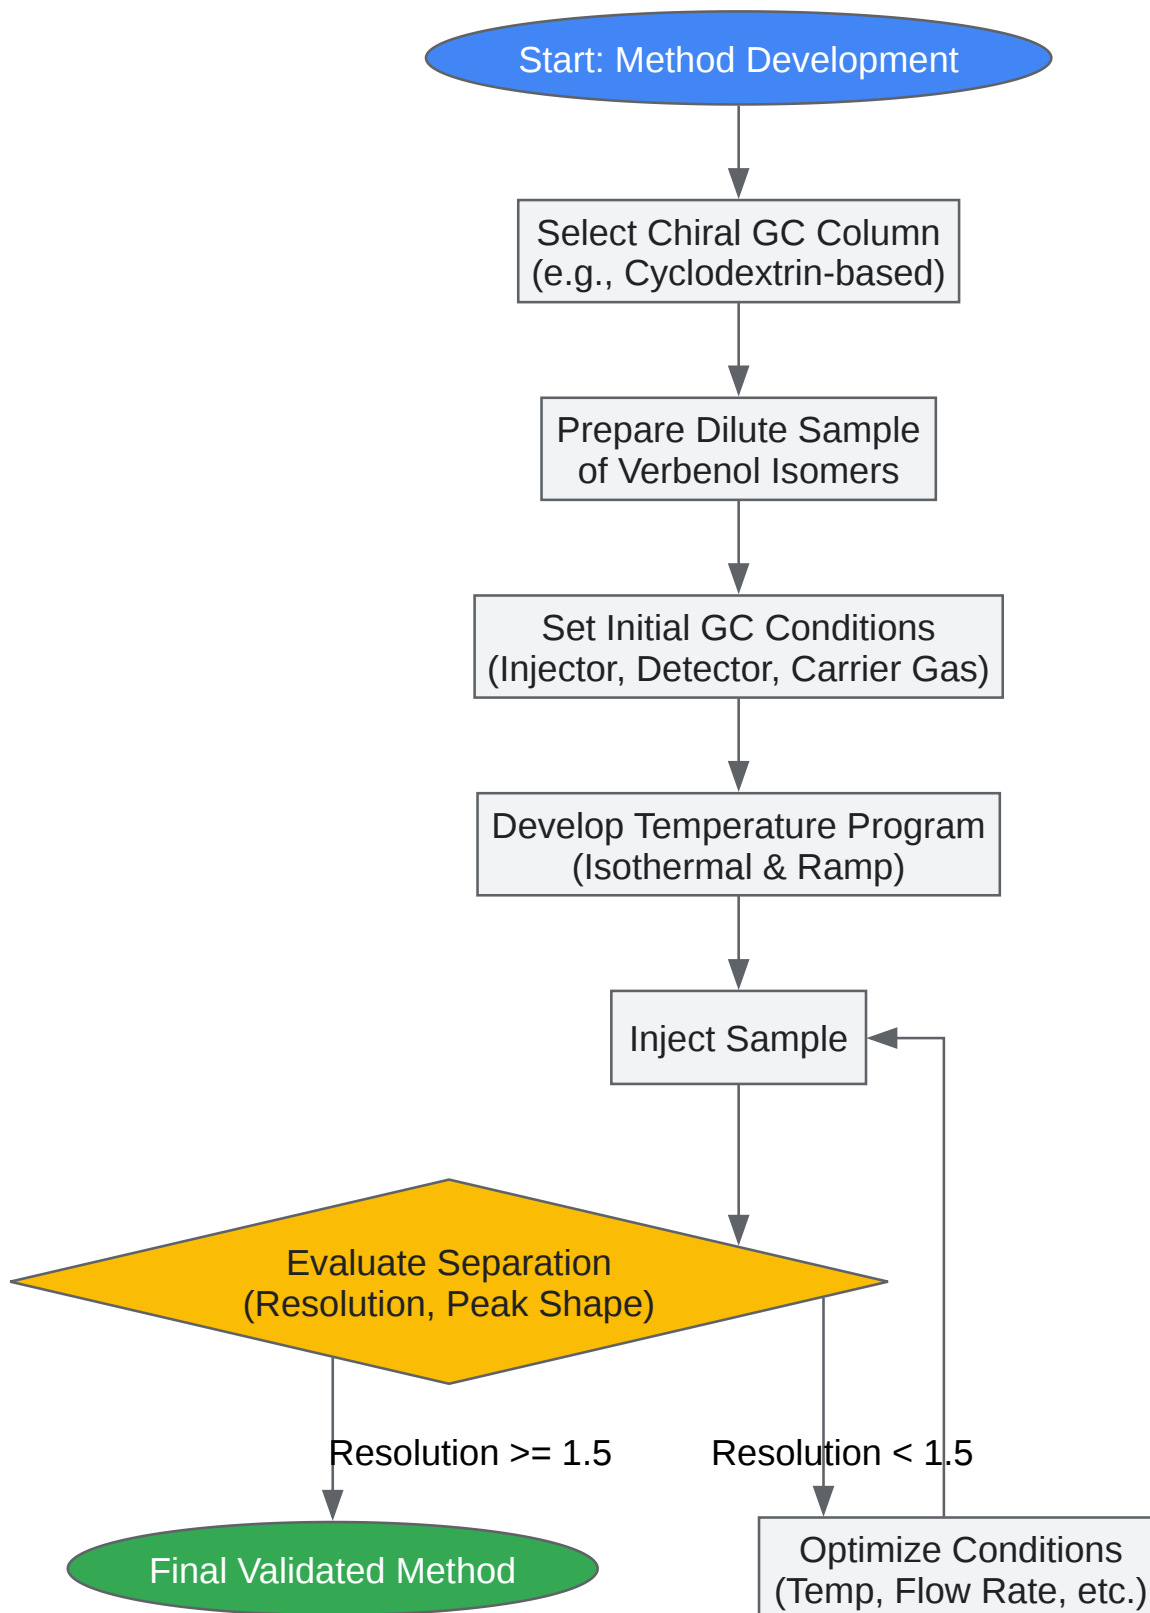 Start: Method Development
Select Chiral GC Column
(e.g., Cyclodextrin-based)
Prepare Dilute Sample
of Verbenol Isomers
Set Initial GC Conditions
(Injector, Detector, Carrier Gas)
Develop Temperature Program
(Isothermal & Ramp)
Inject Sample
Evaluate Separation
(Resolution, Peak Shape)
Resolution >= 1.5
Resolution < 1.5
Final Validated Method
Optimize Conditions
(Temp, Flow Rate, etc.)